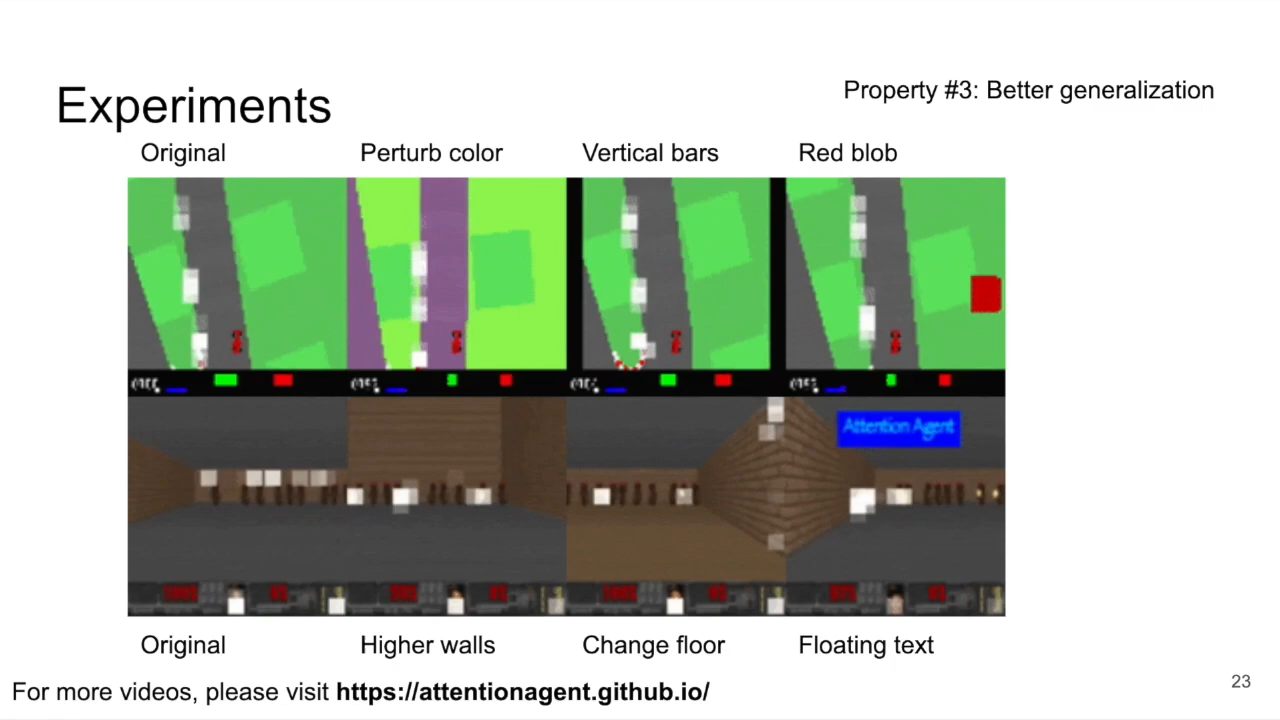 Experiments
Property #3: Better generalization
Original Perturb color Vertical bars Red blob
Attention Agent
Original Higher walls Change floor Floating text
For more videos, please visit https://attentionagent.github.io/
23